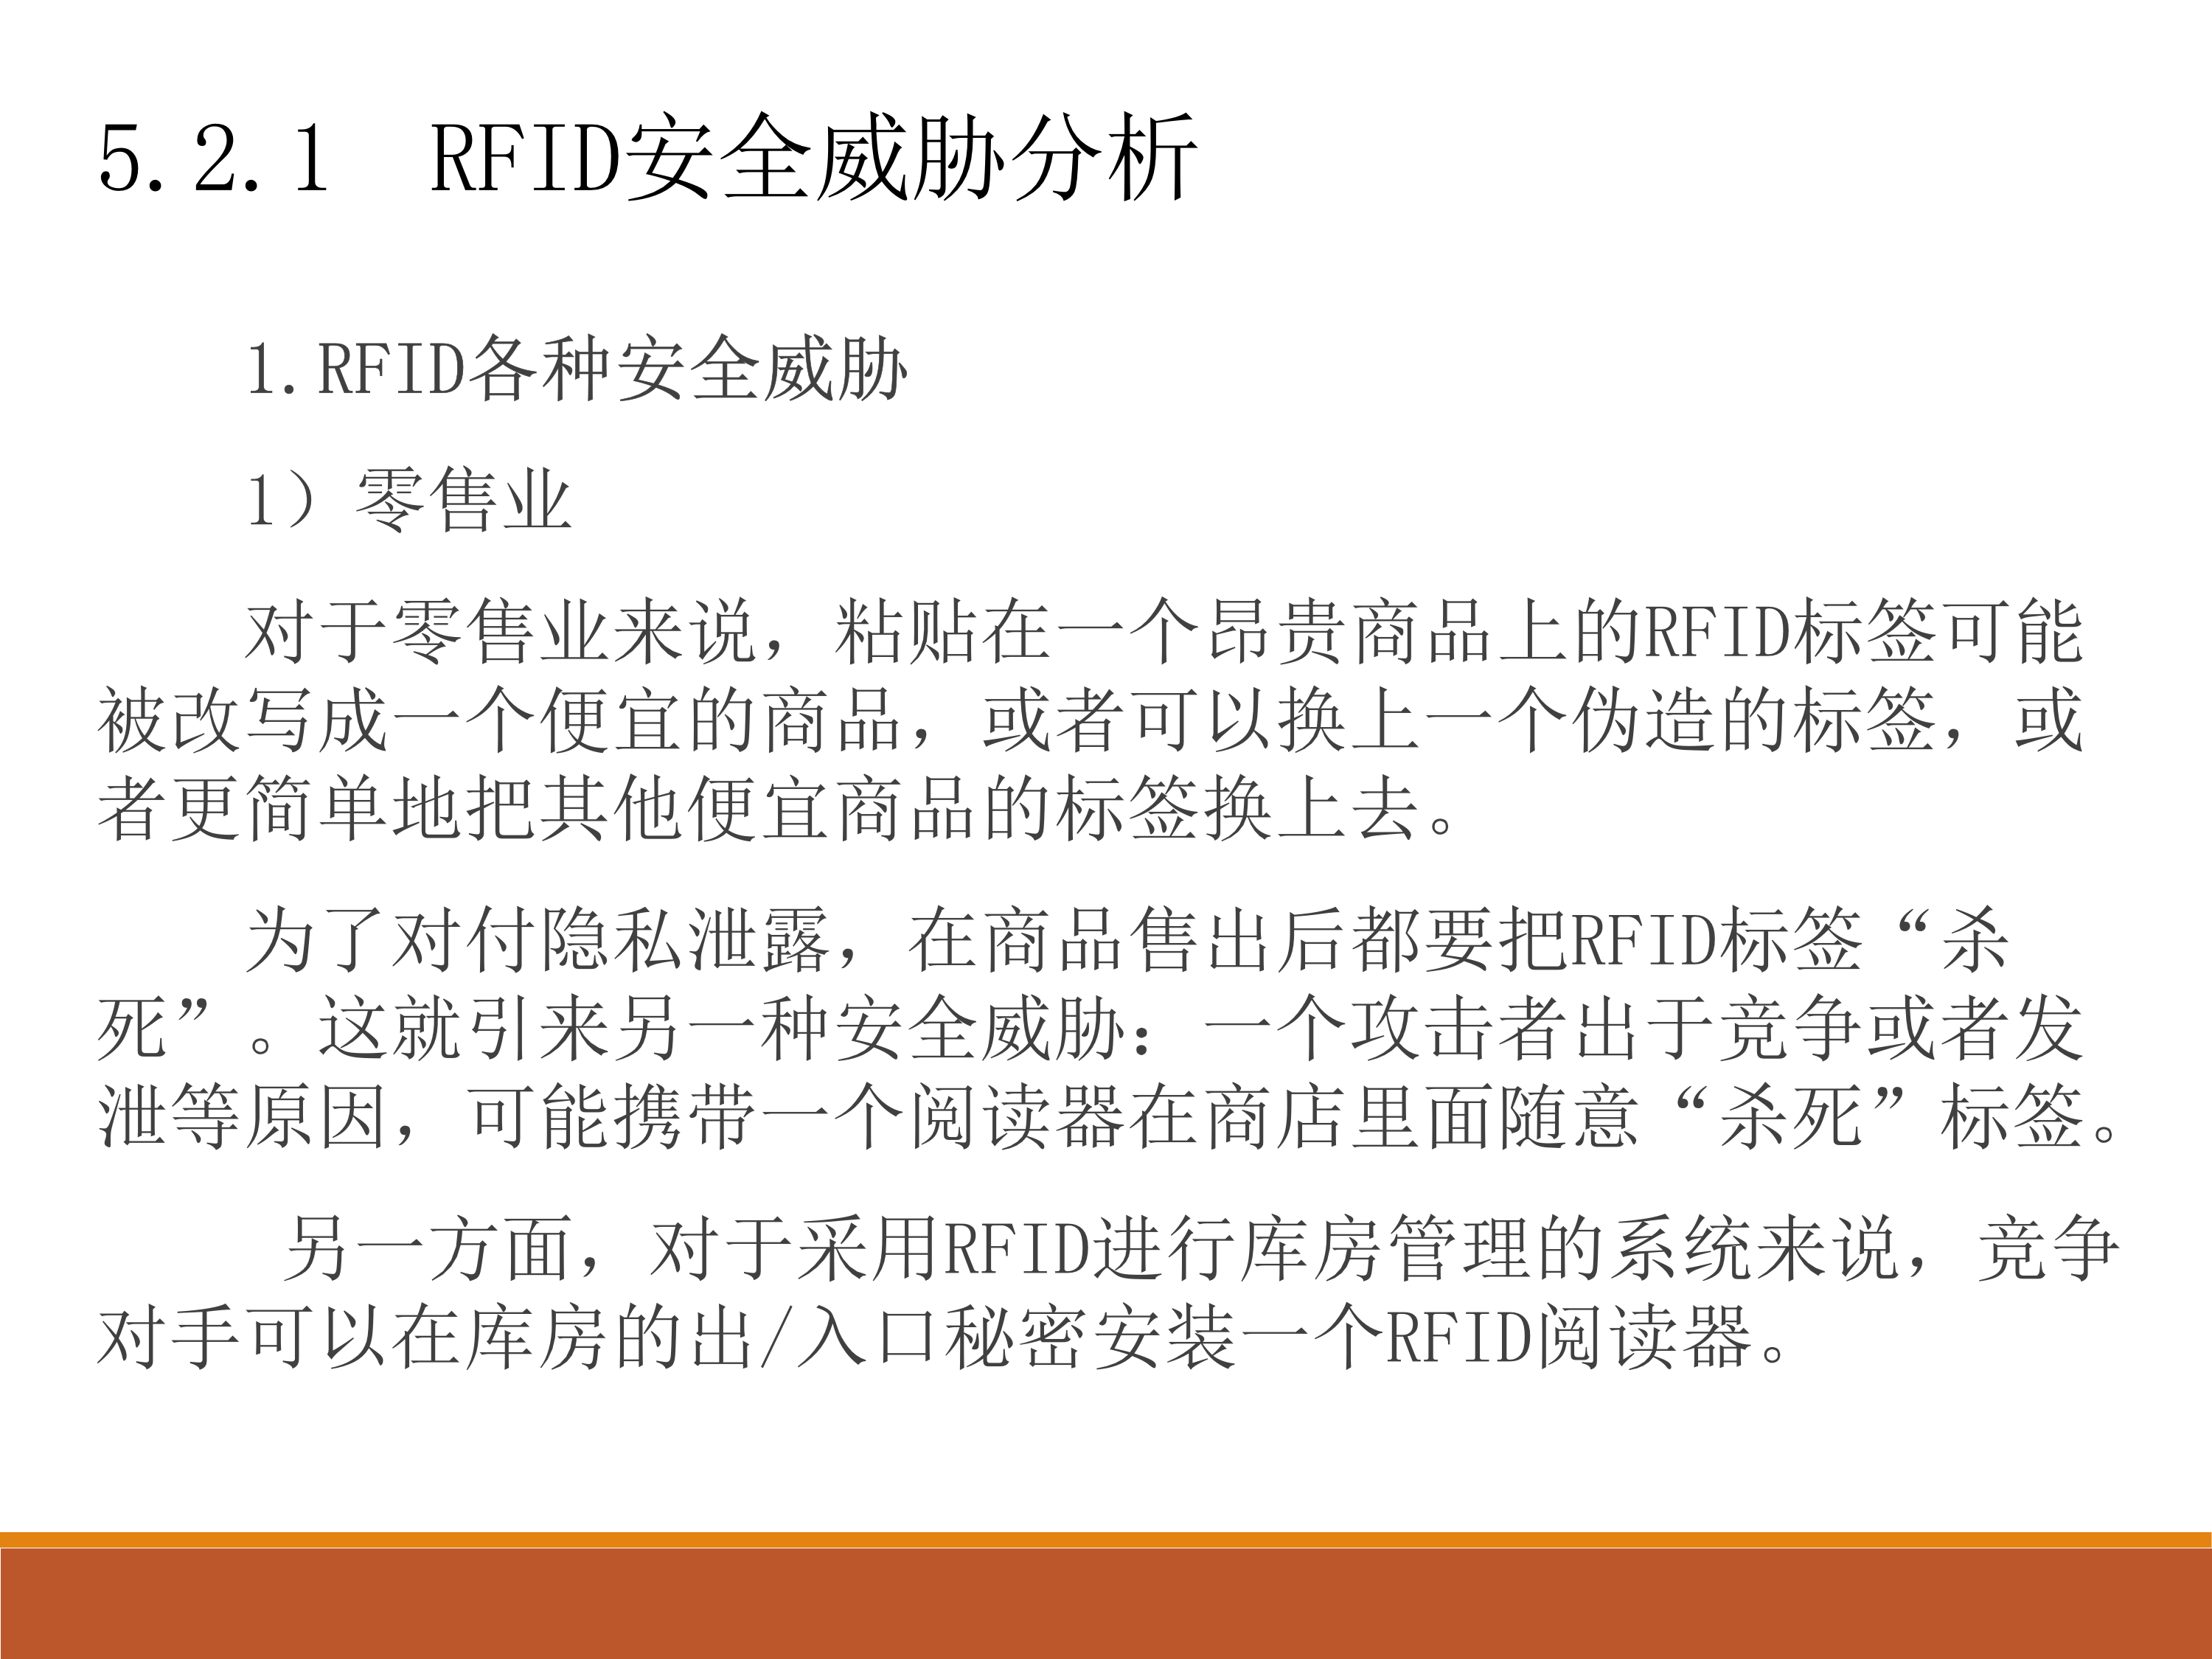 5.2.1 RFID安全威胁分析
1.RFID各种安全威胁
1）零售业
对于零售业来说，粘贴在一个昂贵商品上的RFID标签可能
被改写成一个便宜的商品，或者可以换上一个伪造的标签，或
者更简单地把其他便宜商品的标签换上去。
为了对付隐私泄露，在商品售出后都要把RFID标签“杀
死”。这就引来另一种安全威胁：一个攻击者出于竞争或者发
泄等原因，可能携带一个阅读器在商店里面随意“杀死”标签。
另一方面，对于采用RFID进行库房管理的系统来说，竞争
对手可以在库房的出/入口秘密安装一个RFID阅读器。